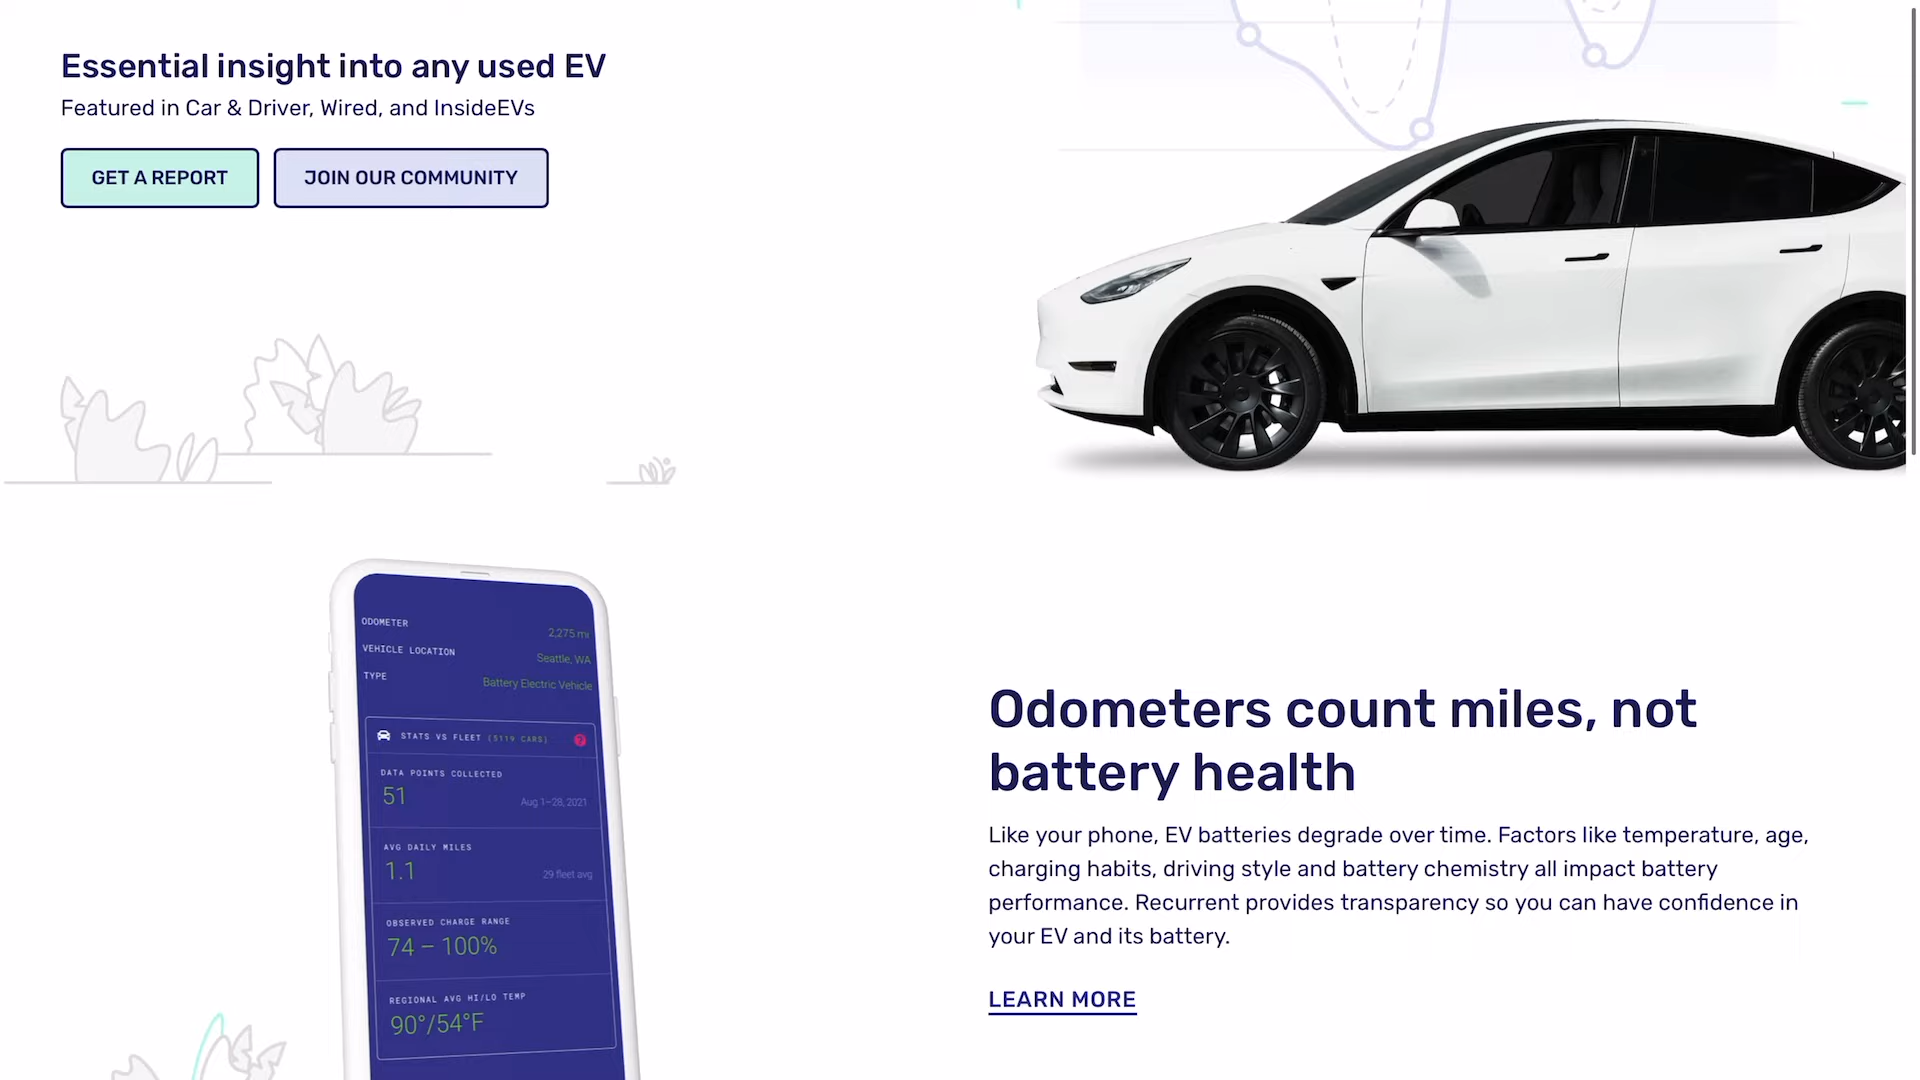 Essential insight into any used EV
Featured in Car & Driver, Wired, and InsideEVs
GET A REPORT
JOIN OUR COMMUNITY
ODOMETER
2,275 mi
VEHICLE LOCATION
Seattle, WA
TYPE
Battery Electric Vehicle
STATS VS FLEET (5119 CARS)
?
DATA POINTS COLLECTED
51
Aug 1–28, 2021
AVG DAILY MILES
1.1
29 fleet avg
OBSERVED CHARGE RANGE
74 – 100%
REGIONAL AVG HI/LO TEMP
90°/54°F
Odometers count miles, not
battery health
Like your phone, EV batteries degrade over time. Factors like temperature, age,
charging habits, driving style and battery chemistry all impact battery
performance. Recurrent provides transparency so you can have confidence in
your EV and its battery.
LEARN MORE